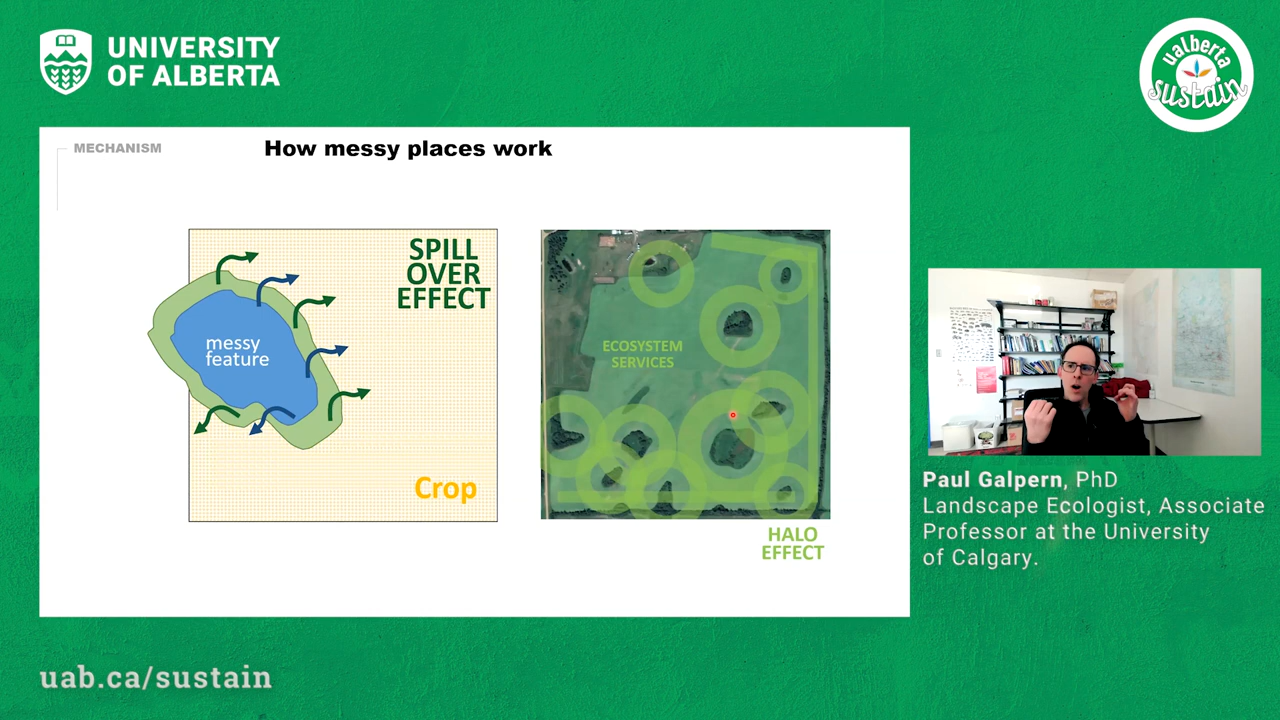 UNIVERSITY
OF ALBERTA
ualberta
sustain
MECHANISM
How messy places work
SPILL
OVER
EFFECT
messy
feature
Crop
ECOSYSTEM
SERVICES
HALO
EFFECT
Paul Galpern, PhD
Landscape Ecologist, Associate
Professor at the University
of Calgary.
uab.ca/sustain